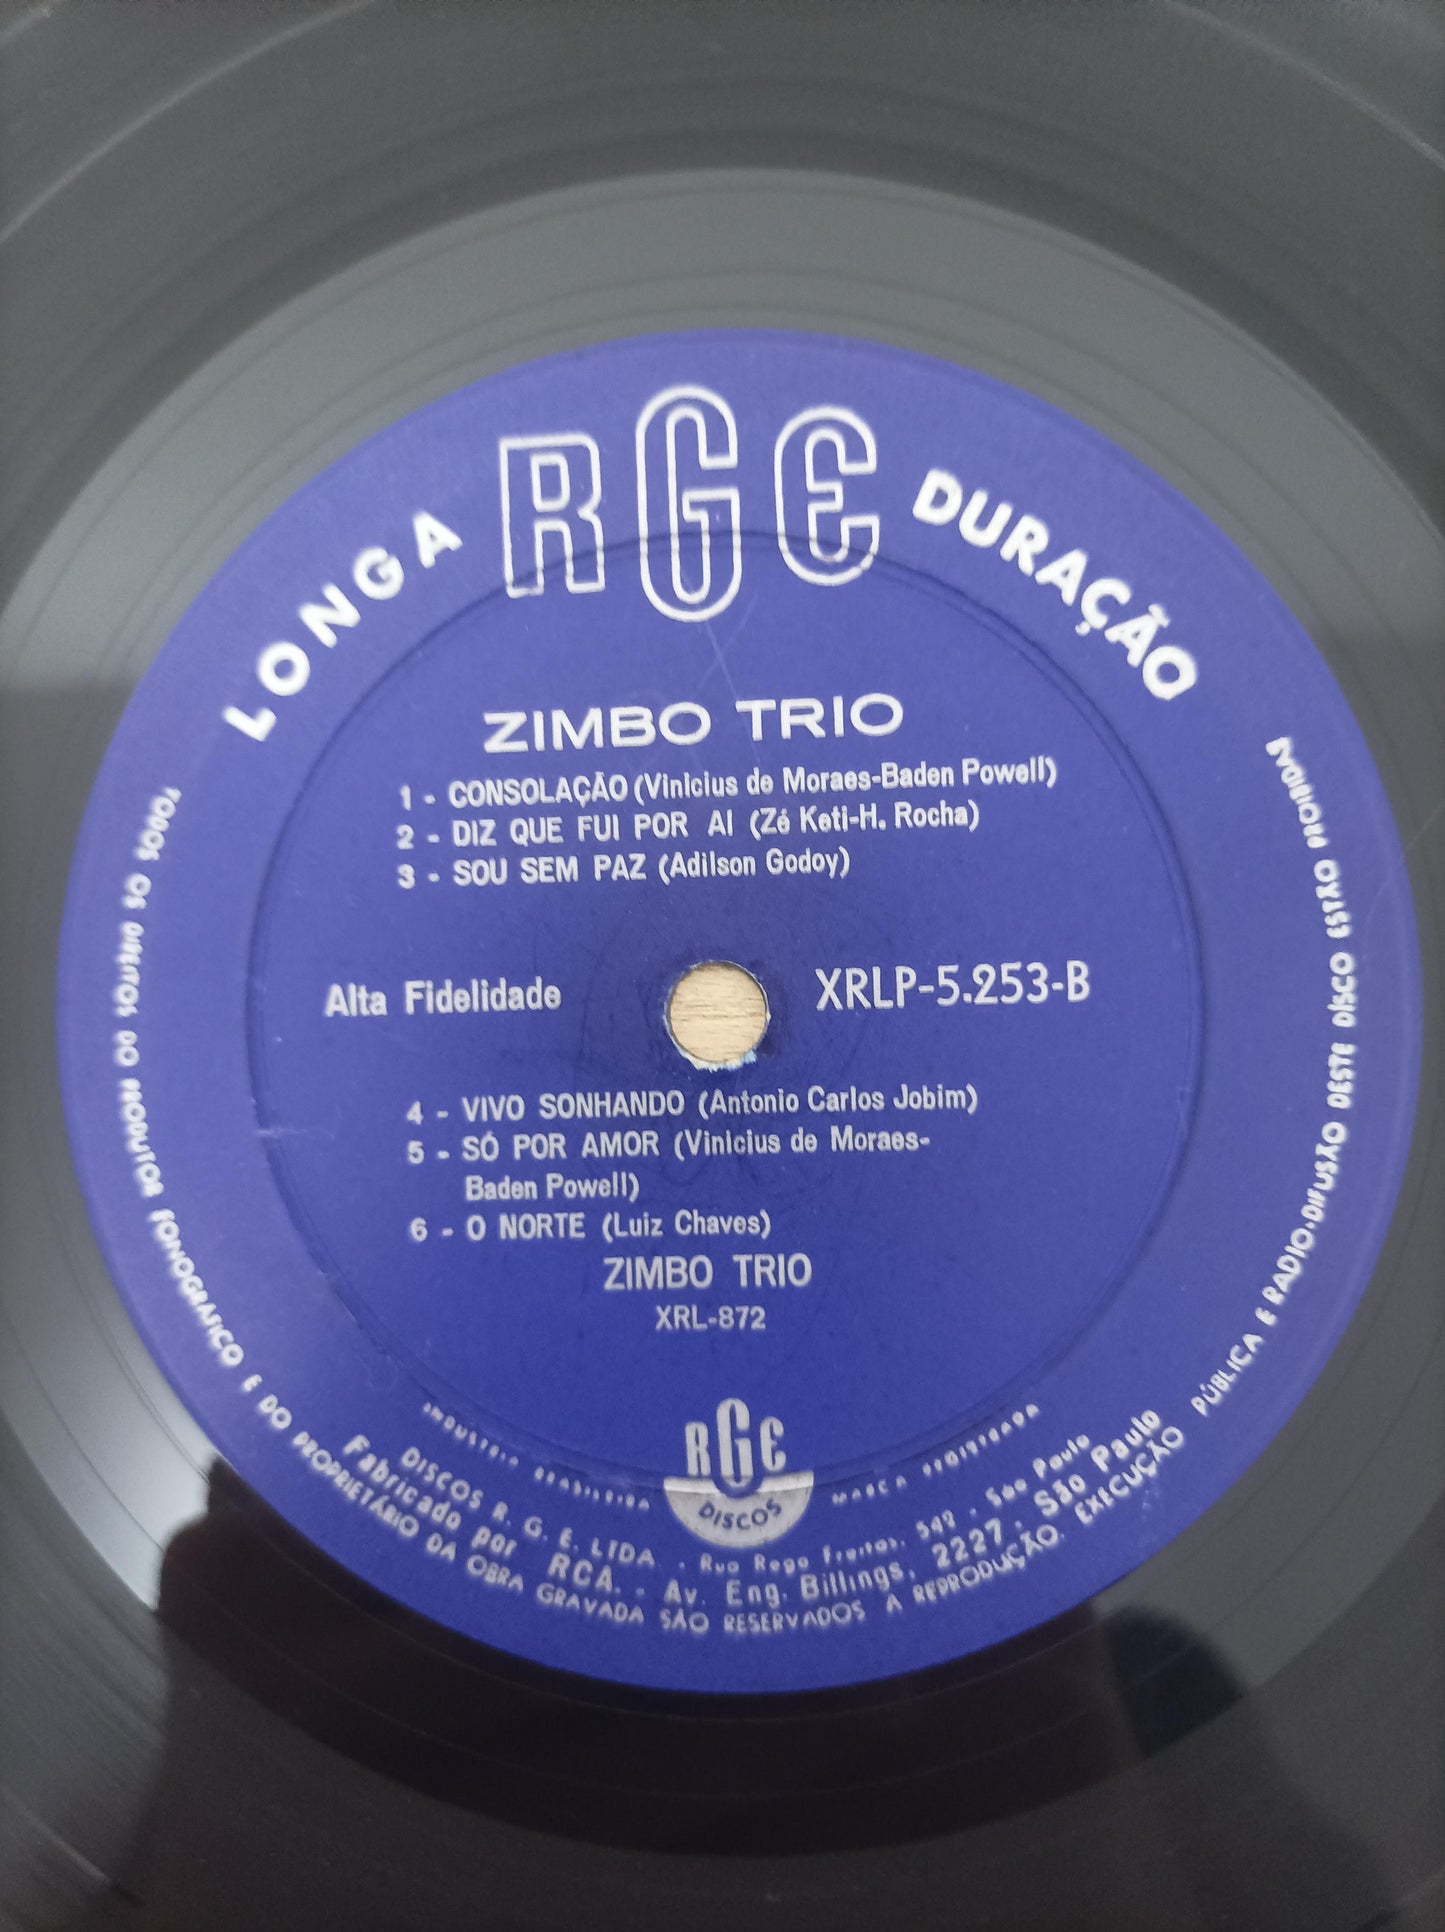 LONGA RGE DURAÇÃO
ZIMBO TRIO
1 - CONSOLAÇÃO (Vinicius de Moraes-Baden Powell)
2 - DIZ QUE FUI POR AI (Zé Keti-H. Rocha)
3 - SOU SEM PAZ (Adilson Godoy)
Alta Fidelidade
XRLP-5.253-B
4 - VIVO SONHANDO (Antonio Carlos Jobim)
5 - SÓ POR AMOR (Vinicius de Moraes-
Baden Powell)
6 - O NORTE (Luiz Chaves)
ZIMBO TRIO
XRL-872
RGE
DISCOS
INDUSTRIA BRASILEIRA MARCA REGISTRADA
DISCOS R. G. E. LTDA. - Rua Rego Freitas, 542 - São Paulo
Fabricado por RCA. - Av. Eng. Billings, 2227 - São Paulo
TODOS OS DIREITOS DO PRODUTOR FONOGRÁFICO E DO PROPRIETÁRIO DA OBRA GRAVADA SÃO RESERVADOS A REPRODUÇÃO, EXECUÇÃO PÚBLICA E RADIO-DIFUSÃO DESTE DISCO ESTÃO PROIBIDAS